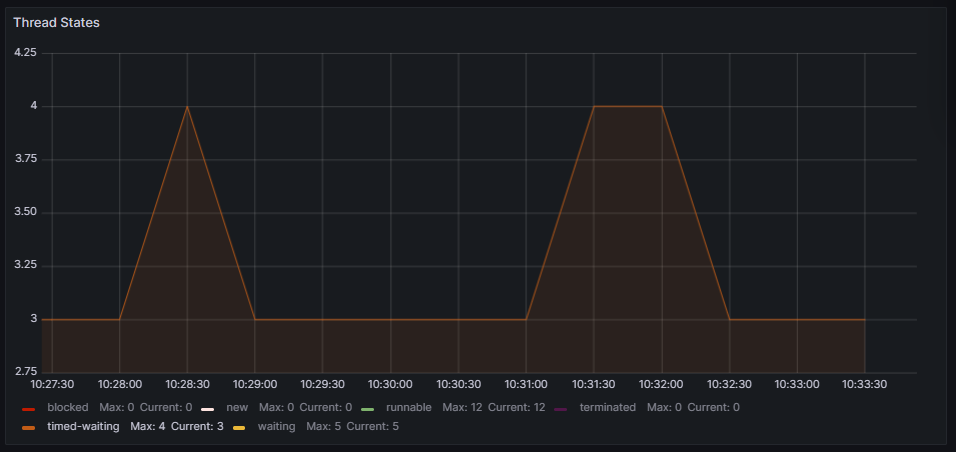 Thread States
4.25
4
3.75
3.50
3.25
3
2.75
10:27:30 10:28:00 10:28:30 10:29:00 10:29:30 10:30:00 10:30:30 10:31:00 10:31:30 10:32:00 10:32:30 10:33:00 10:33:30
blocked Max: 0 Current: 0 new Max: 0 Current: 0 runnable Max: 12 Current: 12 terminated Max: 0 Current: 0
timed-waiting Max: 4 Current: 3 waiting Max: 5 Current: 5